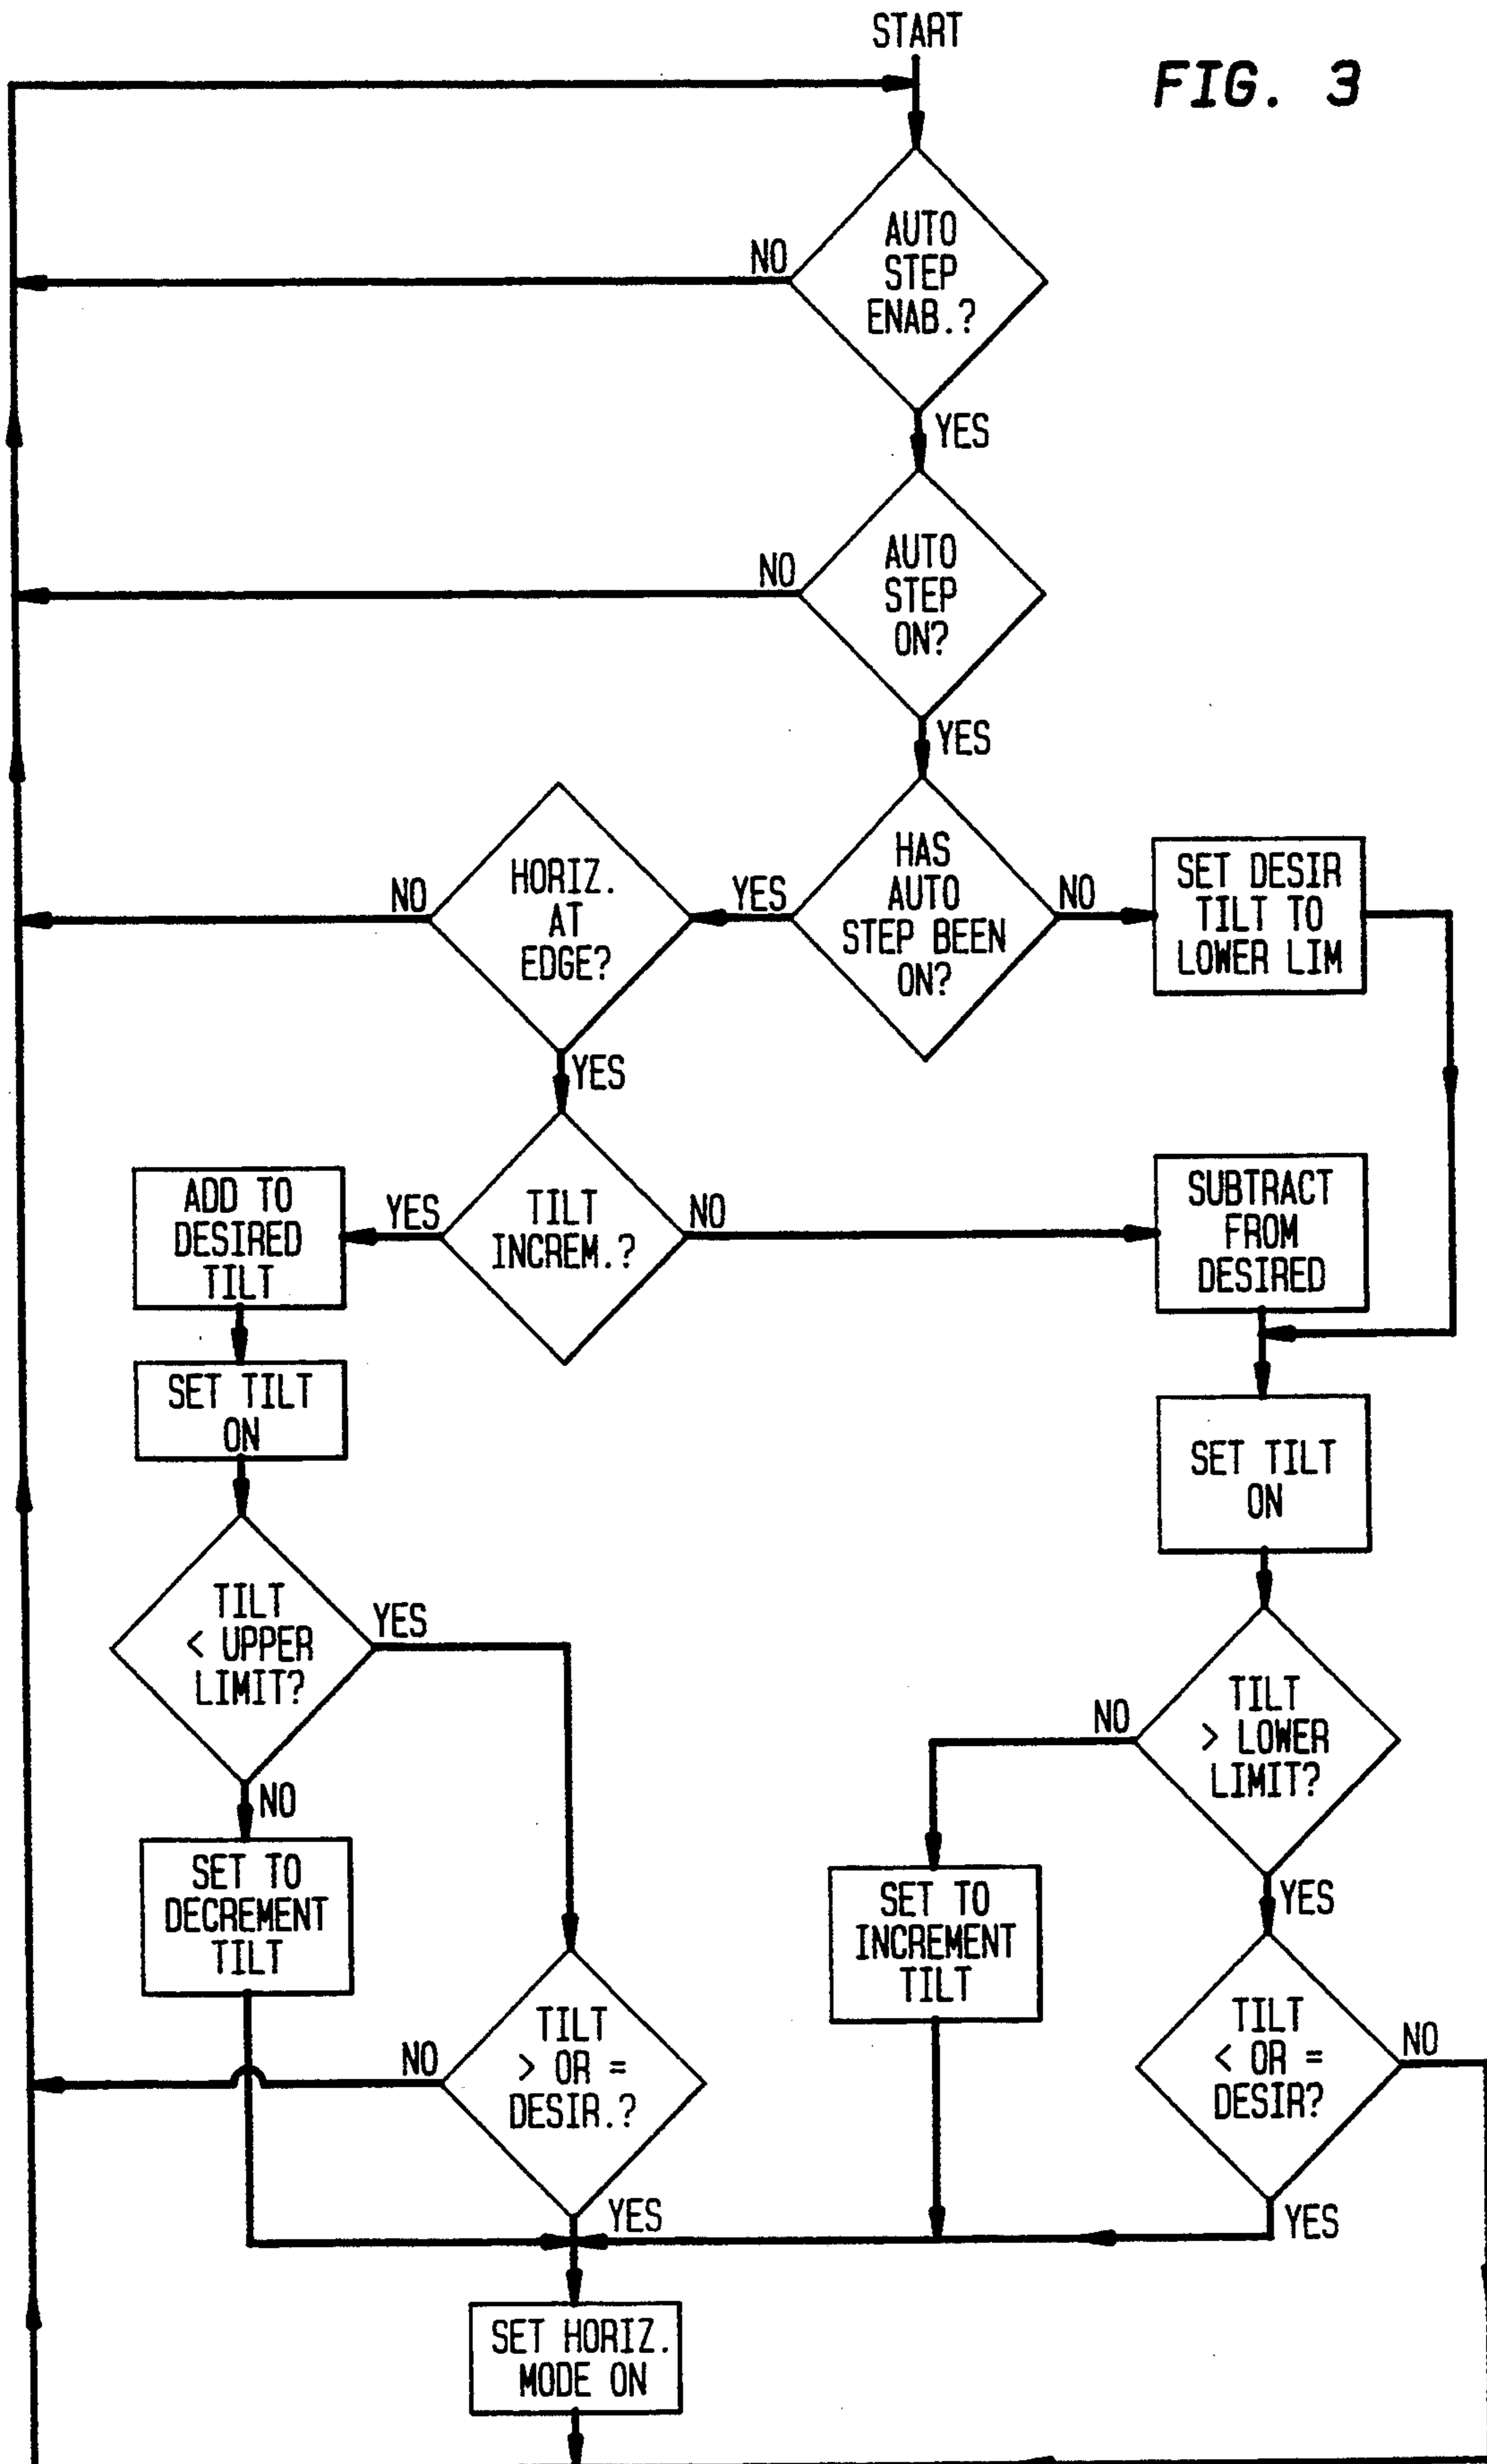 START
FIG. 3
AUTO
STEP
ENAB.?
NO
YES
AUTO
STEP
ON?
NO
YES
HAS
AUTO
STEP BEEN
ON?
YES
NO
HORIZ.
AT
EDGE?
NO
YES
SET DESIR
TILT TO
LOWER LIM
TILT
INCREM.?
YES
NO
ADD TO
DESIRED
TILT
SUBTRACT
FROM
DESIRED
SET TILT
ON
SET TILT
ON
TILT
< UPPER
LIMIT?
YES
NO
TILT
> LOWER
LIMIT?
NO
YES
SET TO
DECREMENT
TILT
SET TO
INCREMENT
TILT
TILT
> OR =
DESIR.?
NO
YES
TILT
< OR =
DESIR?
NO
YES
SET HORIZ.
MODE ON